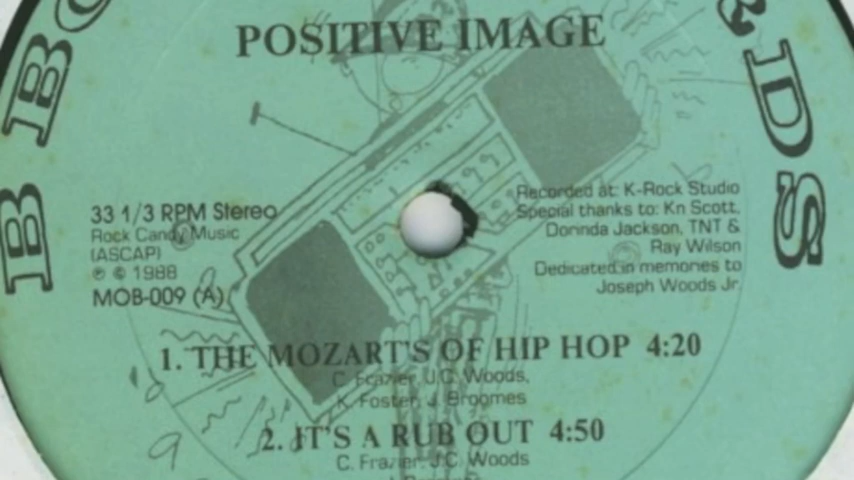 POSITIVE IMAGE
33 1/3 RPM Stereo
Rock Candy Music
(ASCAP)
℗ © 1988
MOB-009 (A)
Recorded at: K-Rock Studio
Special thanks to: Kn Scott,
Dorinda Jackson, TNT &
Ray Wilson
Dedicated in memories to
Joseph Woods Jr.
1. THE MOZART'S OF HIP HOP 4:20
C. Frazier, J.C. Woods,
K. Foster, J. Broomes
2. IT'S A RUB OUT 4:50
C. Frazier, J.C. Woods